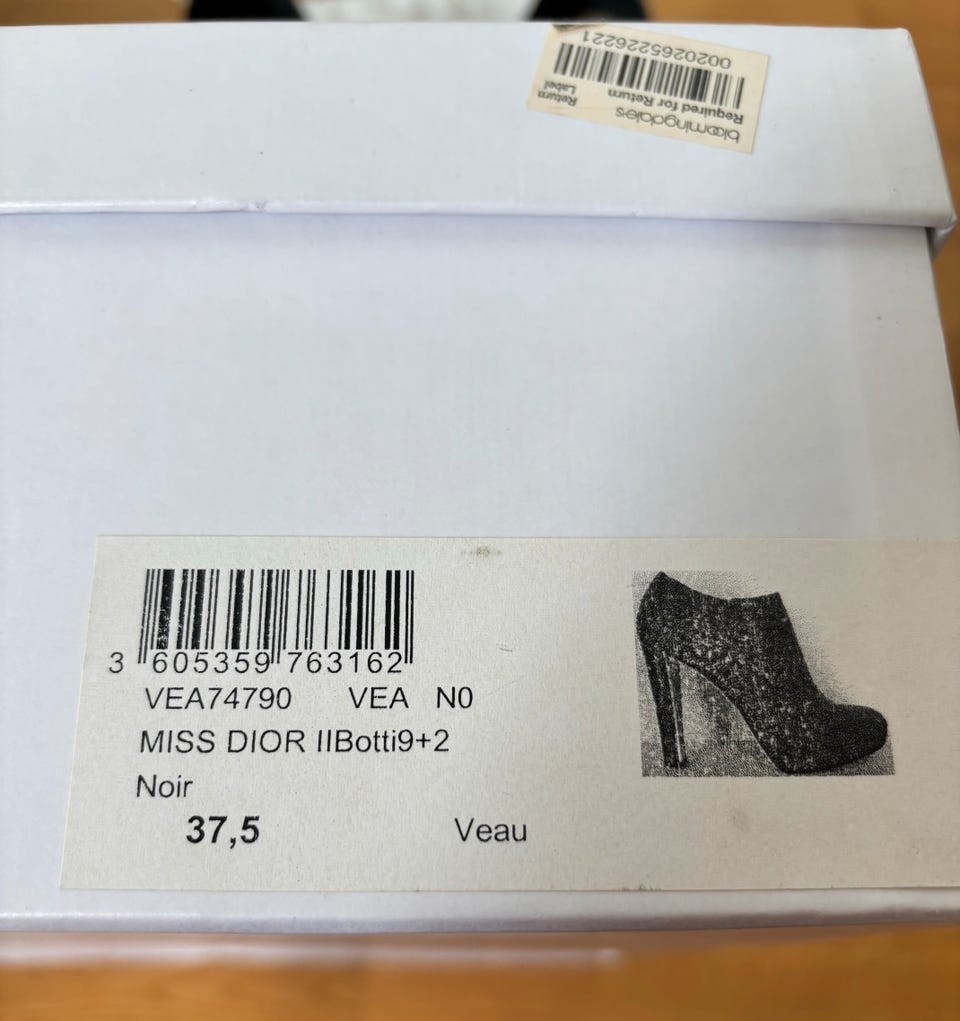 bloomingdales
Required for Return
Return
Label
0020265226221
3 605359 763162
VEA74790 VEA N0
MISS DIOR IIBotti9+2
Noir
37,5 Veau